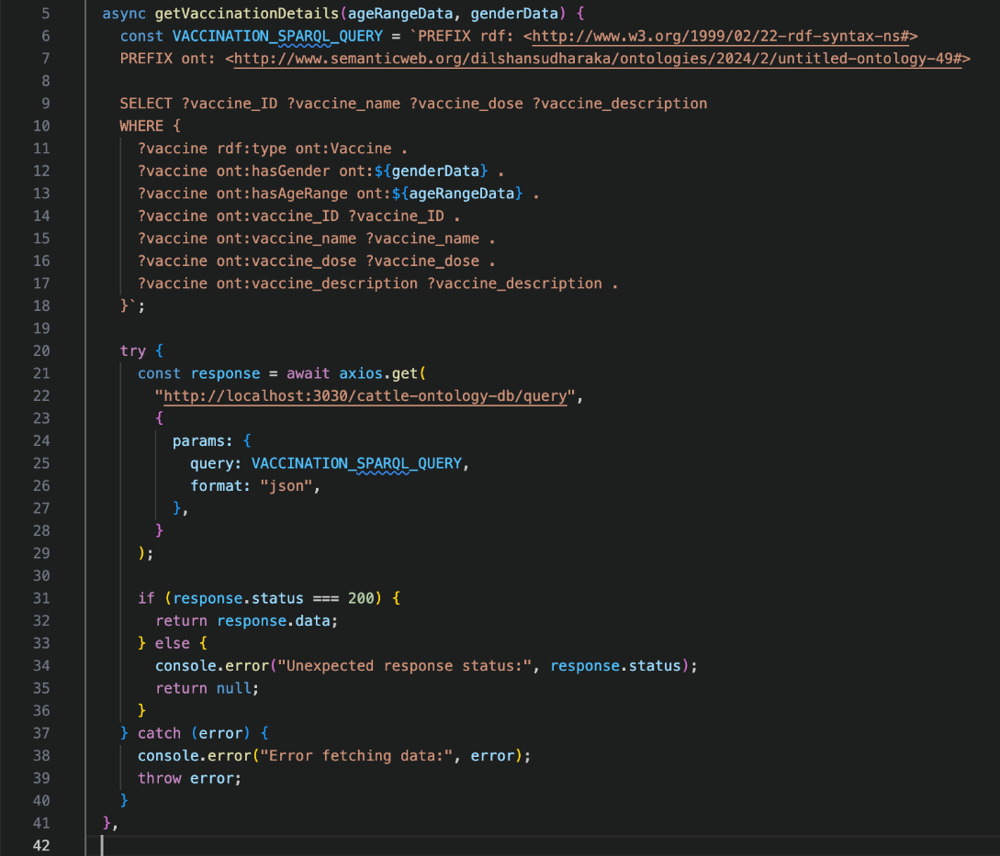 5 async getVaccinationDetails(ageRangeData, genderData) {
6 const VACCINATION_SPARQL_QUERY = `PREFIX rdf: <http://www.w3.org/1999/02/22-rdf-syntax-ns#>
7 PREFIX ont: <http://www.semanticweb.org/dilshansudharaka/ontologies/2024/2/untitled-ontology-49#>
8
9 SELECT ?vaccine_ID ?vaccine_name ?vaccine_dose ?vaccine_description
10 WHERE {
11 ?vaccine rdf:type ont:Vaccine .
12 ?vaccine ont:hasGender ont:${genderData} .
13 ?vaccine ont:hasAgeRange ont:${ageRangeData} .
14 ?vaccine ont:vaccine_ID ?vaccine_ID .
15 ?vaccine ont:vaccine_name ?vaccine_name .
16 ?vaccine ont:vaccine_dose ?vaccine_dose .
17 ?vaccine ont:vaccine_description ?vaccine_description .
18 }`;
19
20 try {
21 const response = await axios.get(
22 "http://localhost:3030/cattle-ontology-db/query",
23 {
24 params: {
25 query: VACCINATION_SPARQL_QUERY,
26 format: "json",
27 },
28 }
29 );
30
31 if (response.status === 200) {
32 return response.data;
33 } else {
34 console.error("Unexpected response status:", response.status);
35 return null;
36 }
37 } catch (error) {
38 console.error("Error fetching data:", error);
39 throw error;
40 }
41 },
42